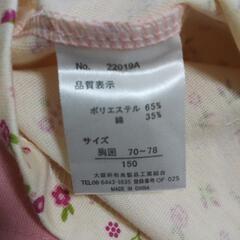 No. 22019A
品質表示
ポリエステル 65%
綿 35%
サイズ
胸囲 70~78
150
MADE IN CHINA